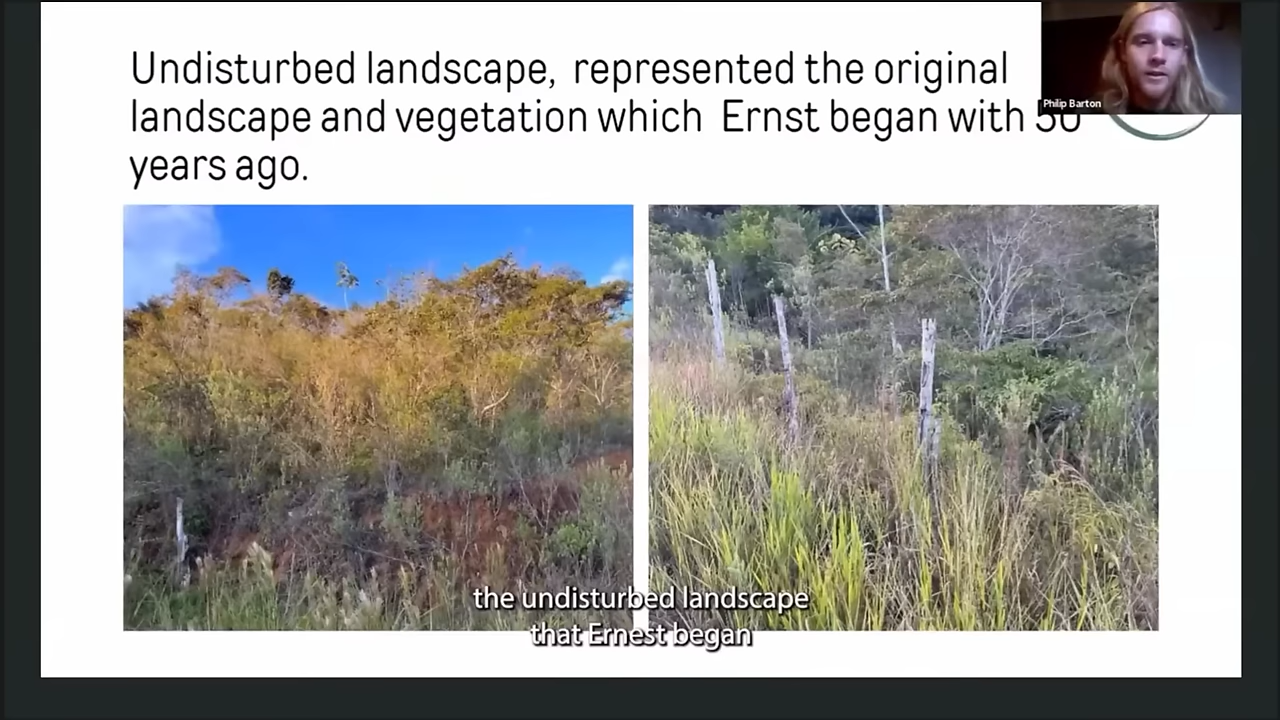 Undisturbed landscape, represented the original
landscape and vegetation which Ernst began with 50
years ago.
Philip Barton
the undisturbed landscape
that Ernest began